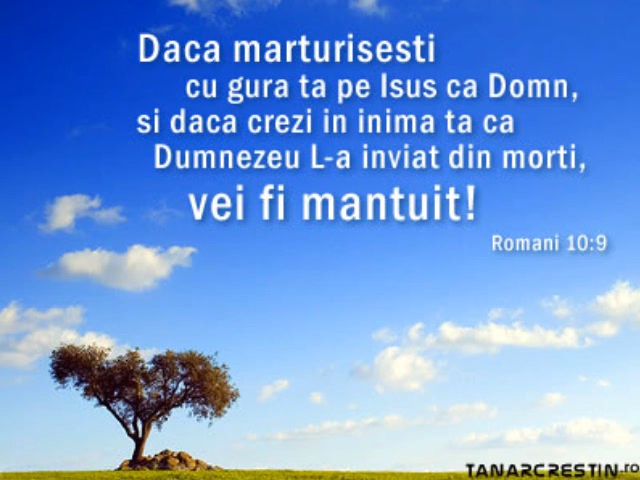 Daca marturisesti
cu gura ta pe Isus ca Domn,
si daca crezi in inima ta ca
Dumnezeu L-a inviat din morti,
vei fi mantuit!
Romani 10:9
TANARCRESTIN.ro